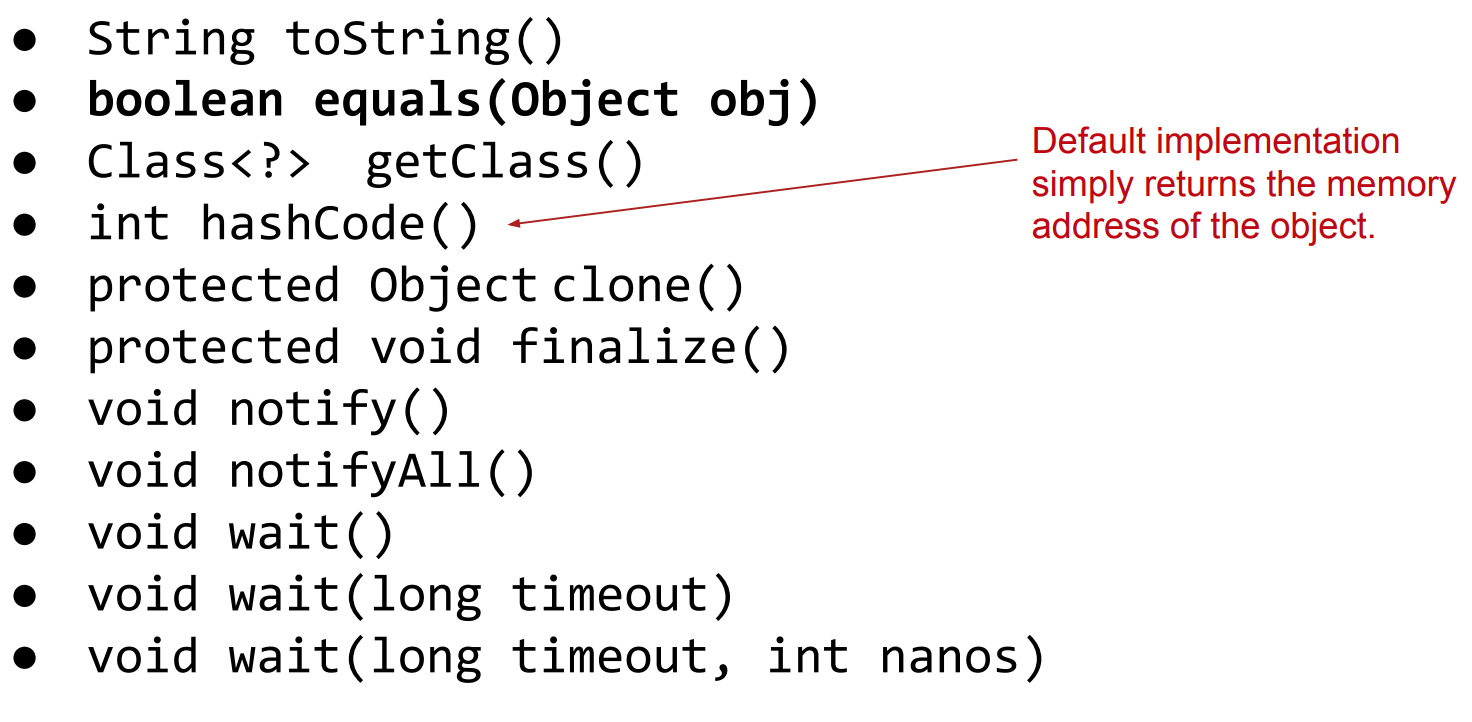 ● String toString()
● boolean equals(Object obj)
● Class<?> getClass()
● int hashCode()
● protected Object clone()
● protected void finalize()
● void notify()
● void notifyAll()
● void wait()
● void wait(long timeout)
● void wait(long timeout, int nanos)
Default implementation
simply returns the memory
address of the object.